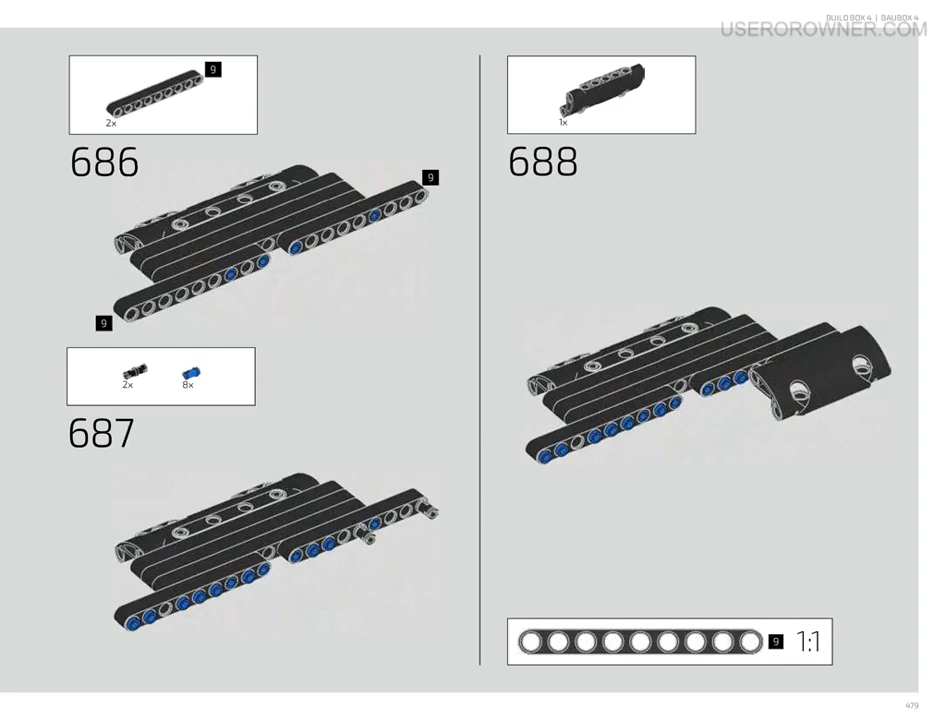 BUILD BOX 4 | BAUBOX 4
USEROROWNER.COM
9
2x
686
9
9
2x
8x
687
1x
688
9
1:1
479